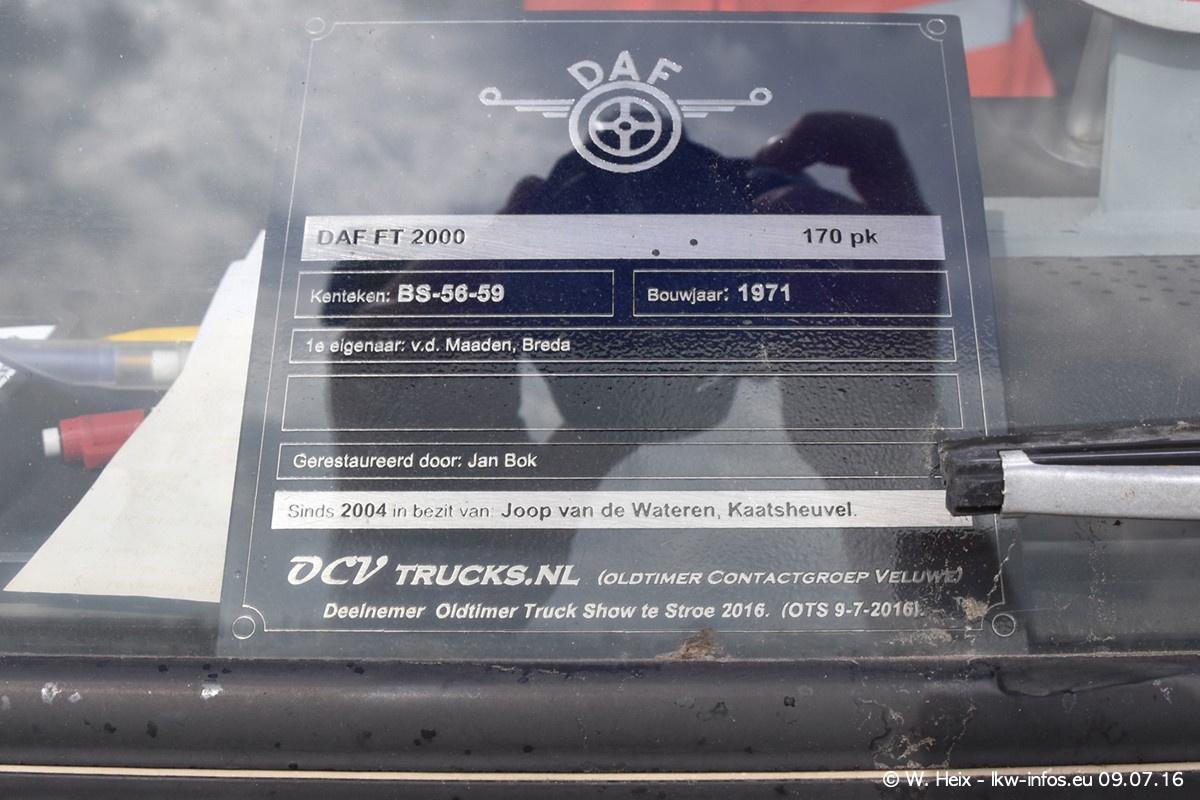 DAF
DAF FT 2000 170 pk
Kenteken: BS-56-59 Bouwjaar: 1971
1e eigenaar: v.d. Maaden, Breda
Gerestaureerd door: Jan Bok
Sinds 2004 in bezit van: Joop van de Wateren, Kaatsheuvel.
OCV TRUCKS.NL (OLDTIMER CONTACTGROEP VELUWE)
Deelnemer Oldtimer Truck Show te Stroe 2016. (OTS 9-7-2016).
© W. Heix - lkw-infos.eu 09.07.16